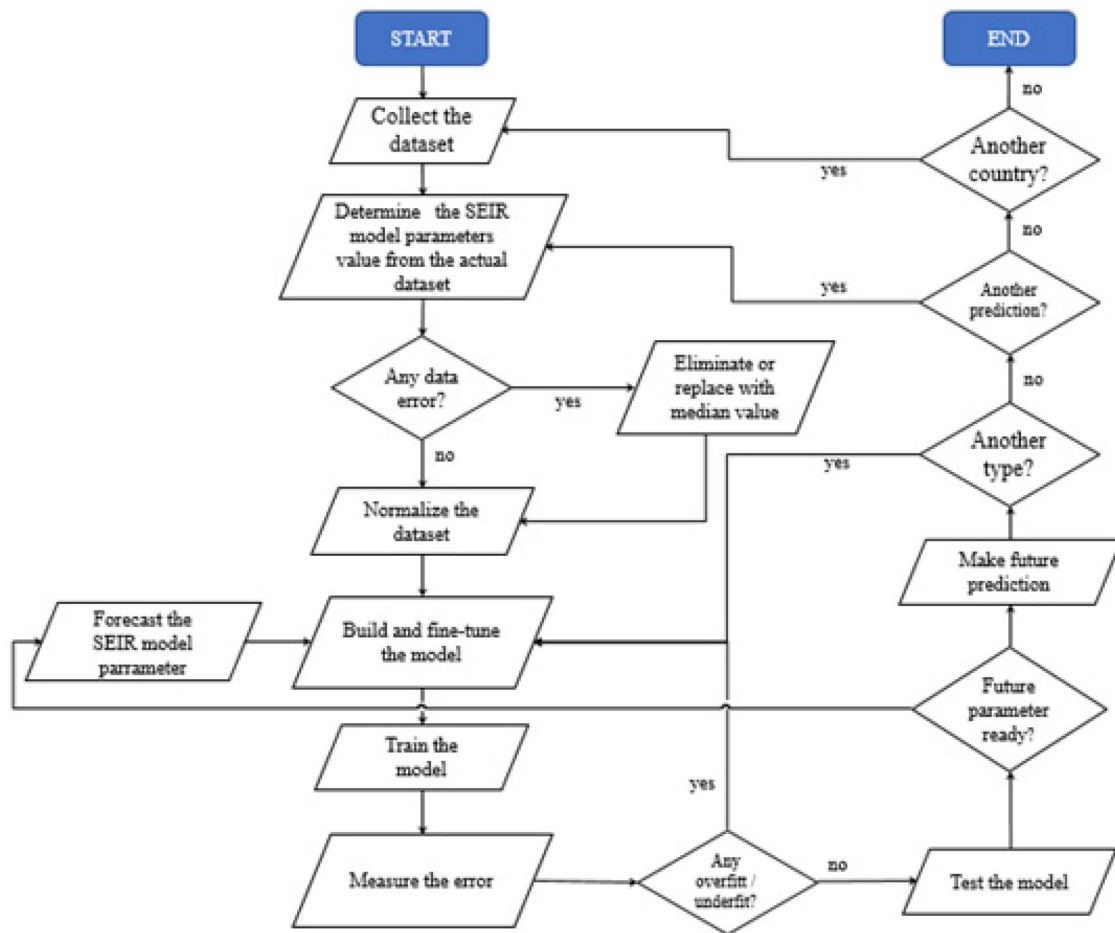 START
END
no
Collect the
dataset
Another
country?
yes
no
Determine the SEIR
model parameters
value from the actual
dataset
Another
prediction?
yes
no
Any data
error?
yes
Eliminate or
replace with
median value
no
Another
type?
yes
Normalize the
dataset
Make future
prediction
Forecast the
SEIR model
parrameter
Build and fine-tune
the model
Future
parameter
ready?
Train the
model
yes
Measure the error
Any
overfitt /
underfit?
no
Test the model